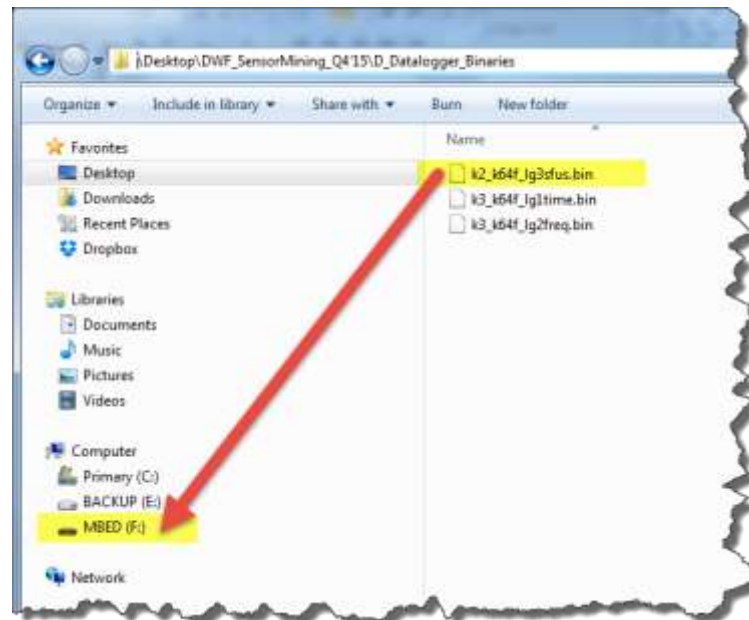 \Desktop\DWF_SensorMining_Q4'15\D_Datalogger_Binaries
Organize Include in library Share with Burn New folder
Favorites
Desktop
Downloads
Recent Places
Dropbox
Libraries
Documents
Music
Pictures
Videos
Computer
Primary (C:)
BACKUP (E:)
MBED (F:)
Network
Name
k2_k64f_lg3sfus.bin
k3_k64f_lg1time.bin
k3_k64f_lg2freq.bin